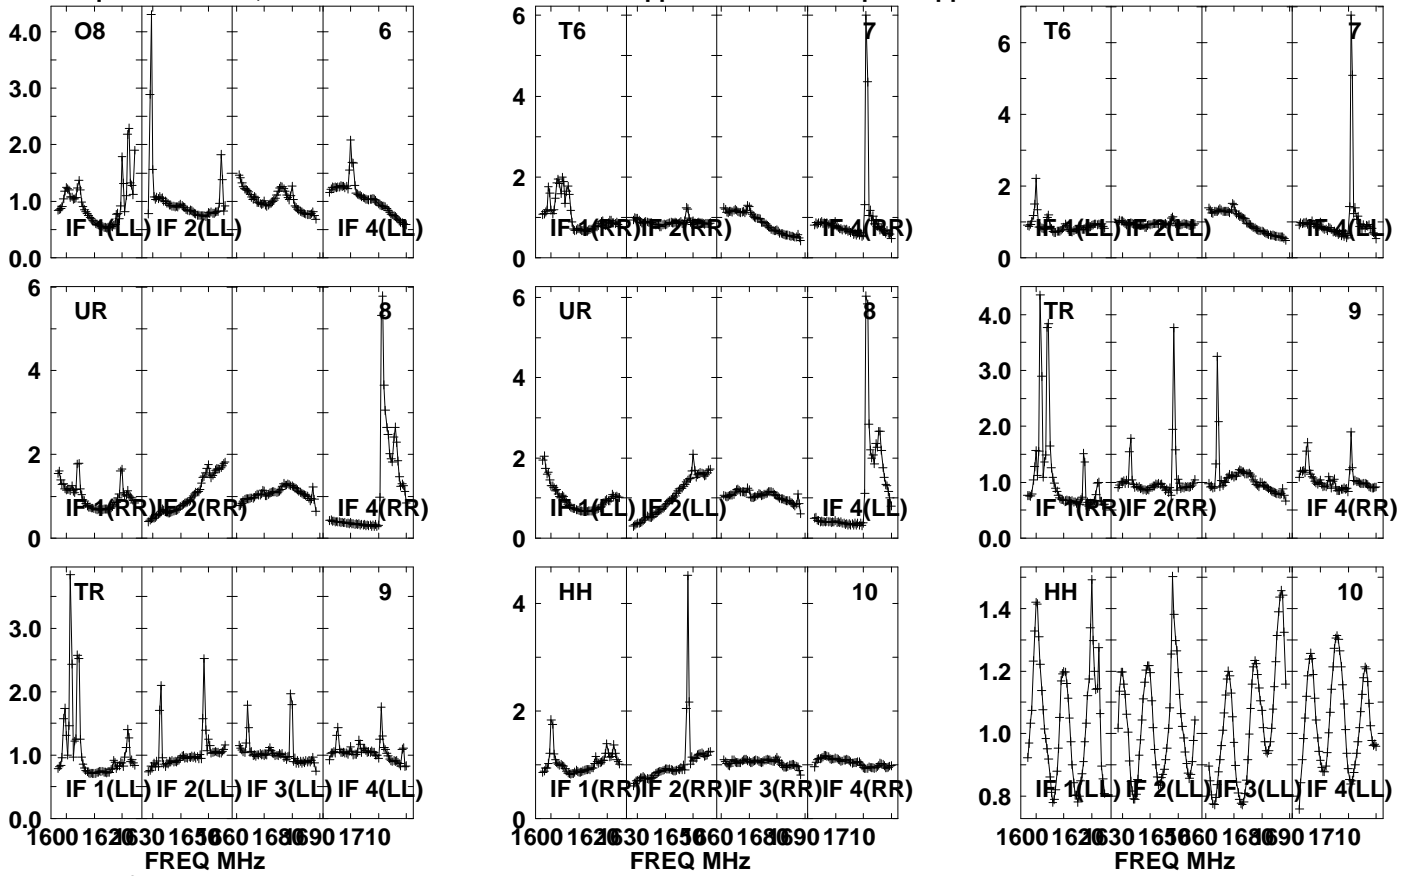 O8 6
4.0
3.0
2.0
1.0
0.0
IF 1(LL) IF 2(LL) IF 4(LL)
T6 7
6
4
2
0
IF 1(RR) IF 2(RR) IF 4(RR)
T6 7
6
4
2
0
IF 1(LL) IF 2(LL) IF 4(LL)
UR 8
6
4
2
0
IF 1(RR) IF 2(RR) IF 4(RR)
UR 8
6
4
2
0
IF 1(LL) IF 2(LL) IF 4(LL)
TR 9
4.0
3.0
2.0
1.0
0.0
IF 1(RR) IF 2(RR) IF 4(RR)
TR 9
3.0
2.0
1.0
0.0
IF 1(LL) IF 2(LL) IF 3(LL) IF 4(LL)
1600 1620 1630 1650 1660 1680 1690 1710
FREQ MHz
HH 10
4
2
0
IF 1(RR) IF 2(RR) IF 3(RR) IF 4(RR)
1600 1620 1630 1650 1660 1680 1690 1710
FREQ MHz
HH 10
1.4
1.2
1.0
0.8
IF 1(LL) IF 2(LL) IF 3(LL) IF 4(LL)
1600 1620 1630 1650 1660 1680 1690 1710
FREQ MHz